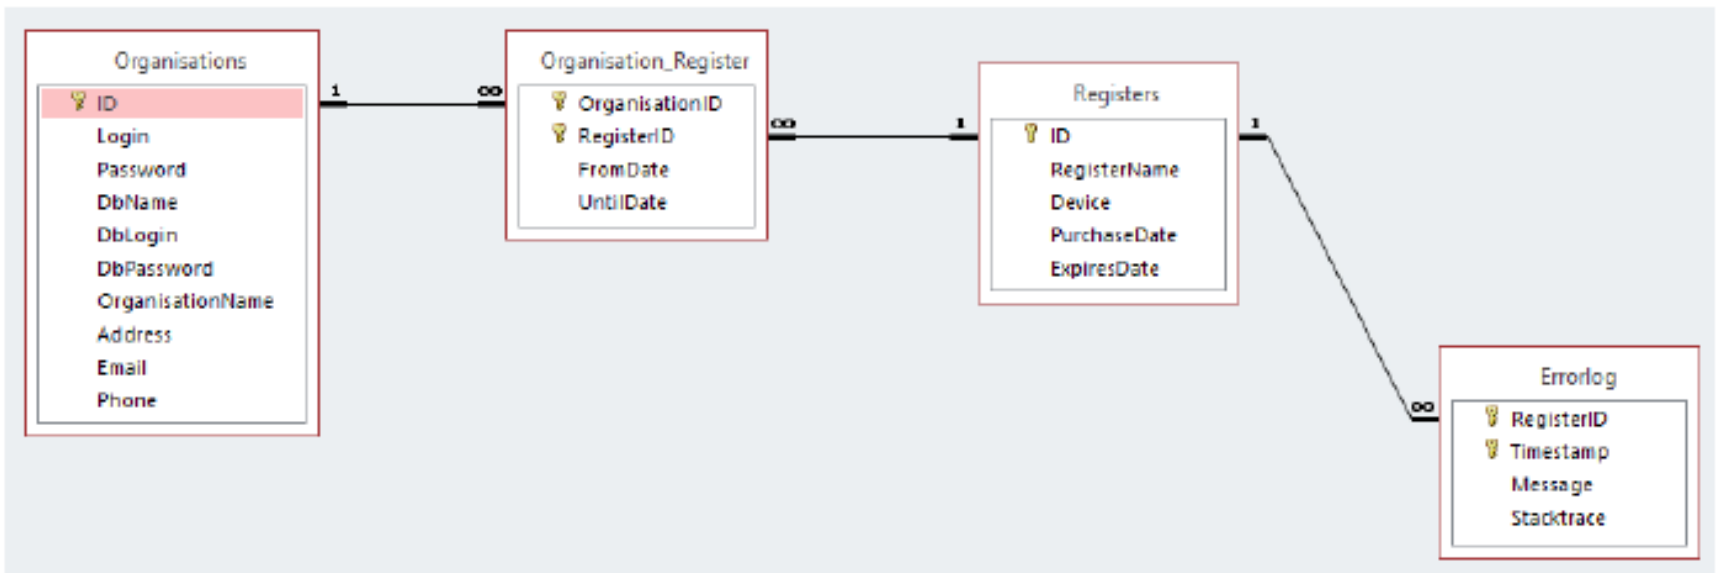 Organisations
ID
Login
Password
DbName
DbLogin
DbPassword
OrganisationName
Address
Email
Phone
1
∞
Organisation_Register
OrganisationID
RegisterID
FromDate
UntilDate
∞
1
Registers
ID
RegisterName
Device
PurchaseDate
ExpiresDate
1
∞
Errorlog
RegisterID
Timestamp
Message
Stacktrace